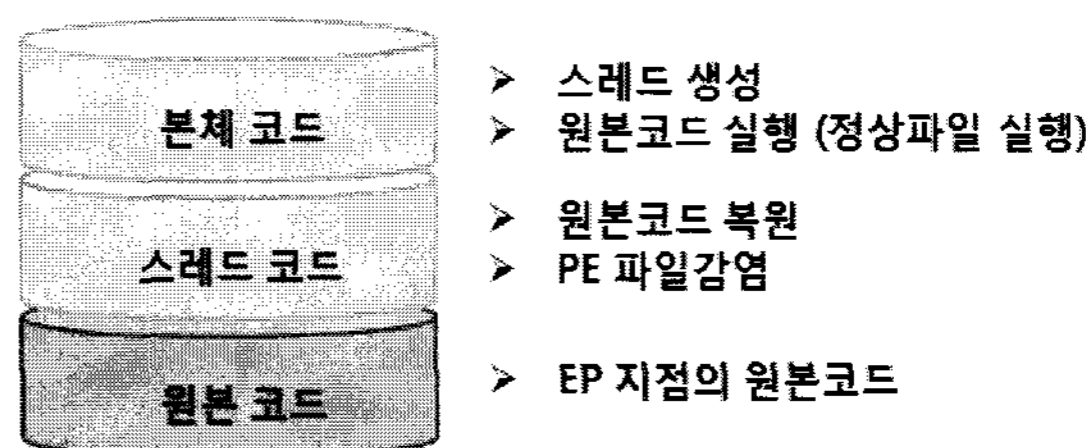 본체 코드
➢ 스레드 생성
➢ 원본코드 실행 (정상파일 실행)
스레드 코드
➢ 원본코드 복원
➢ PE 파일감염
원본 코드
➢ EP 지점의 원본코드